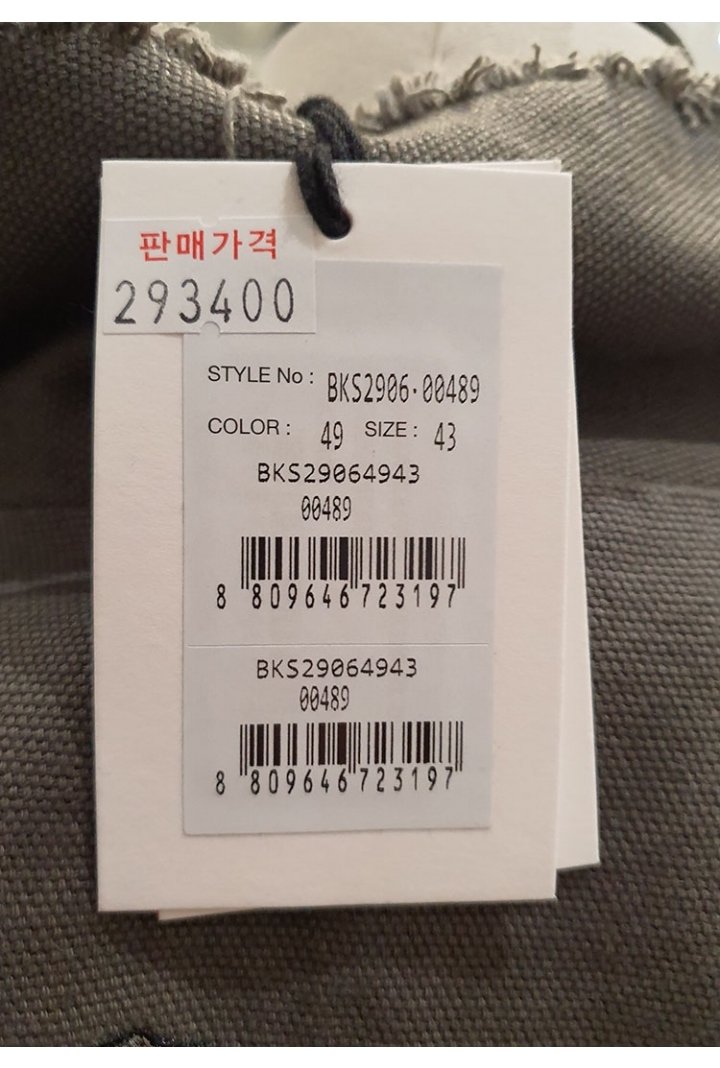 판매가격
293400
STYLE No : BKS2906-00489
COLOR : 49 SIZE : 43
BKS29064943
00489
8 809646 723197
BKS29064943
00489
8 809646 723197